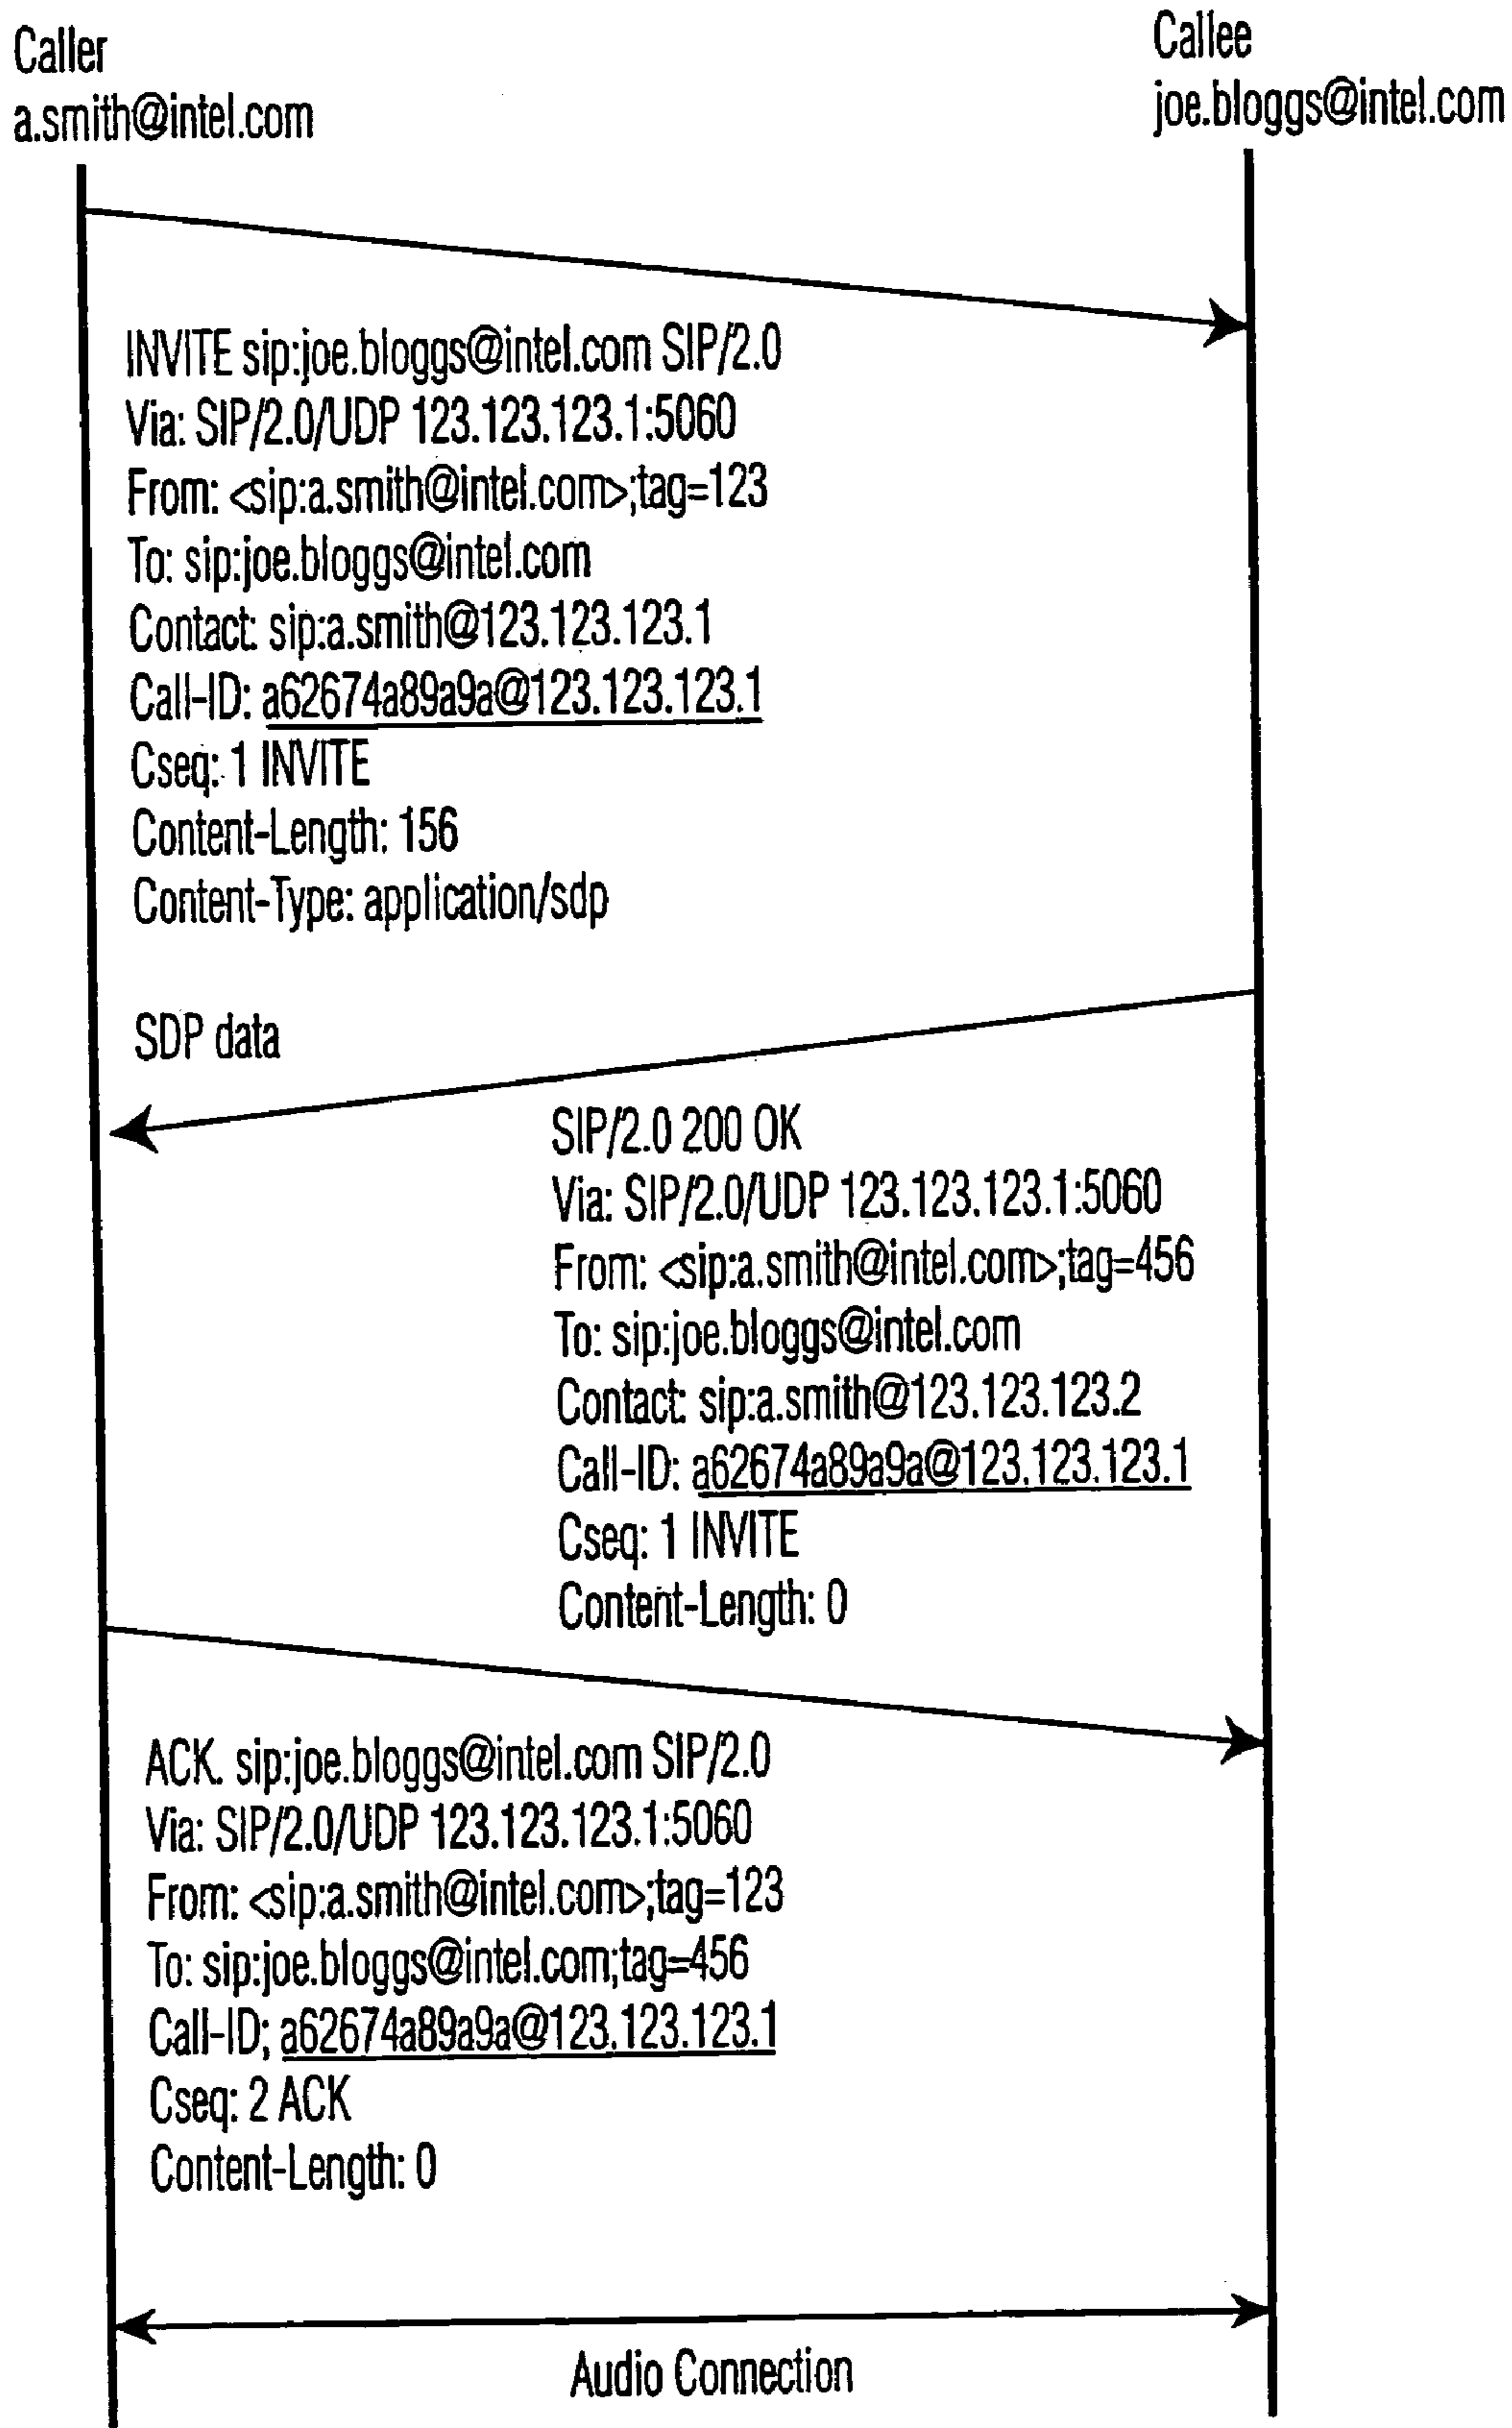 Caller
a.smith@intel.com
Callee
joe.bloggs@intel.com
INVITE sip:joe.bloggs@intel.com SIP/2.0
Via: SIP/2.0/UDP 123.123.123.1:5060
From: <sip:a.smith@intel.com>;tag=123
To: sip:joe.bloggs@intel.com
Contact: sip:a.smith@123.123.123.1
Call-ID: a62674a89a9a@123.123.123.1
Cseq: 1 INVITE
Content-Length: 156
Content-Type: application/sdp
SDP data
SIP/2.0 200 OK
Via: SIP/2.0/UDP 123.123.123.1:5060
From: <sip:a.smith@intel.com>;tag=456
To: sip:joe.bloggs@intel.com
Contact: sip:a.smith@123.123.123.2
Call-ID: a62674a89a9a@123.123.123.1
Cseq: 1 INVITE
Content-Length: 0
ACK. sip:joe.bloggs@intel.com SIP/2.0
Via: SIP/2.0/UDP 123.123.123.1:5060
From: <sip:a.smith@intel.com>;tag=123
To: sip:joe.bloggs@intel.com;tag=456
Call-ID; a62674a89a9a@123.123.123.1
Cseq: 2 ACK
Content-Length: 0
Audio Connection